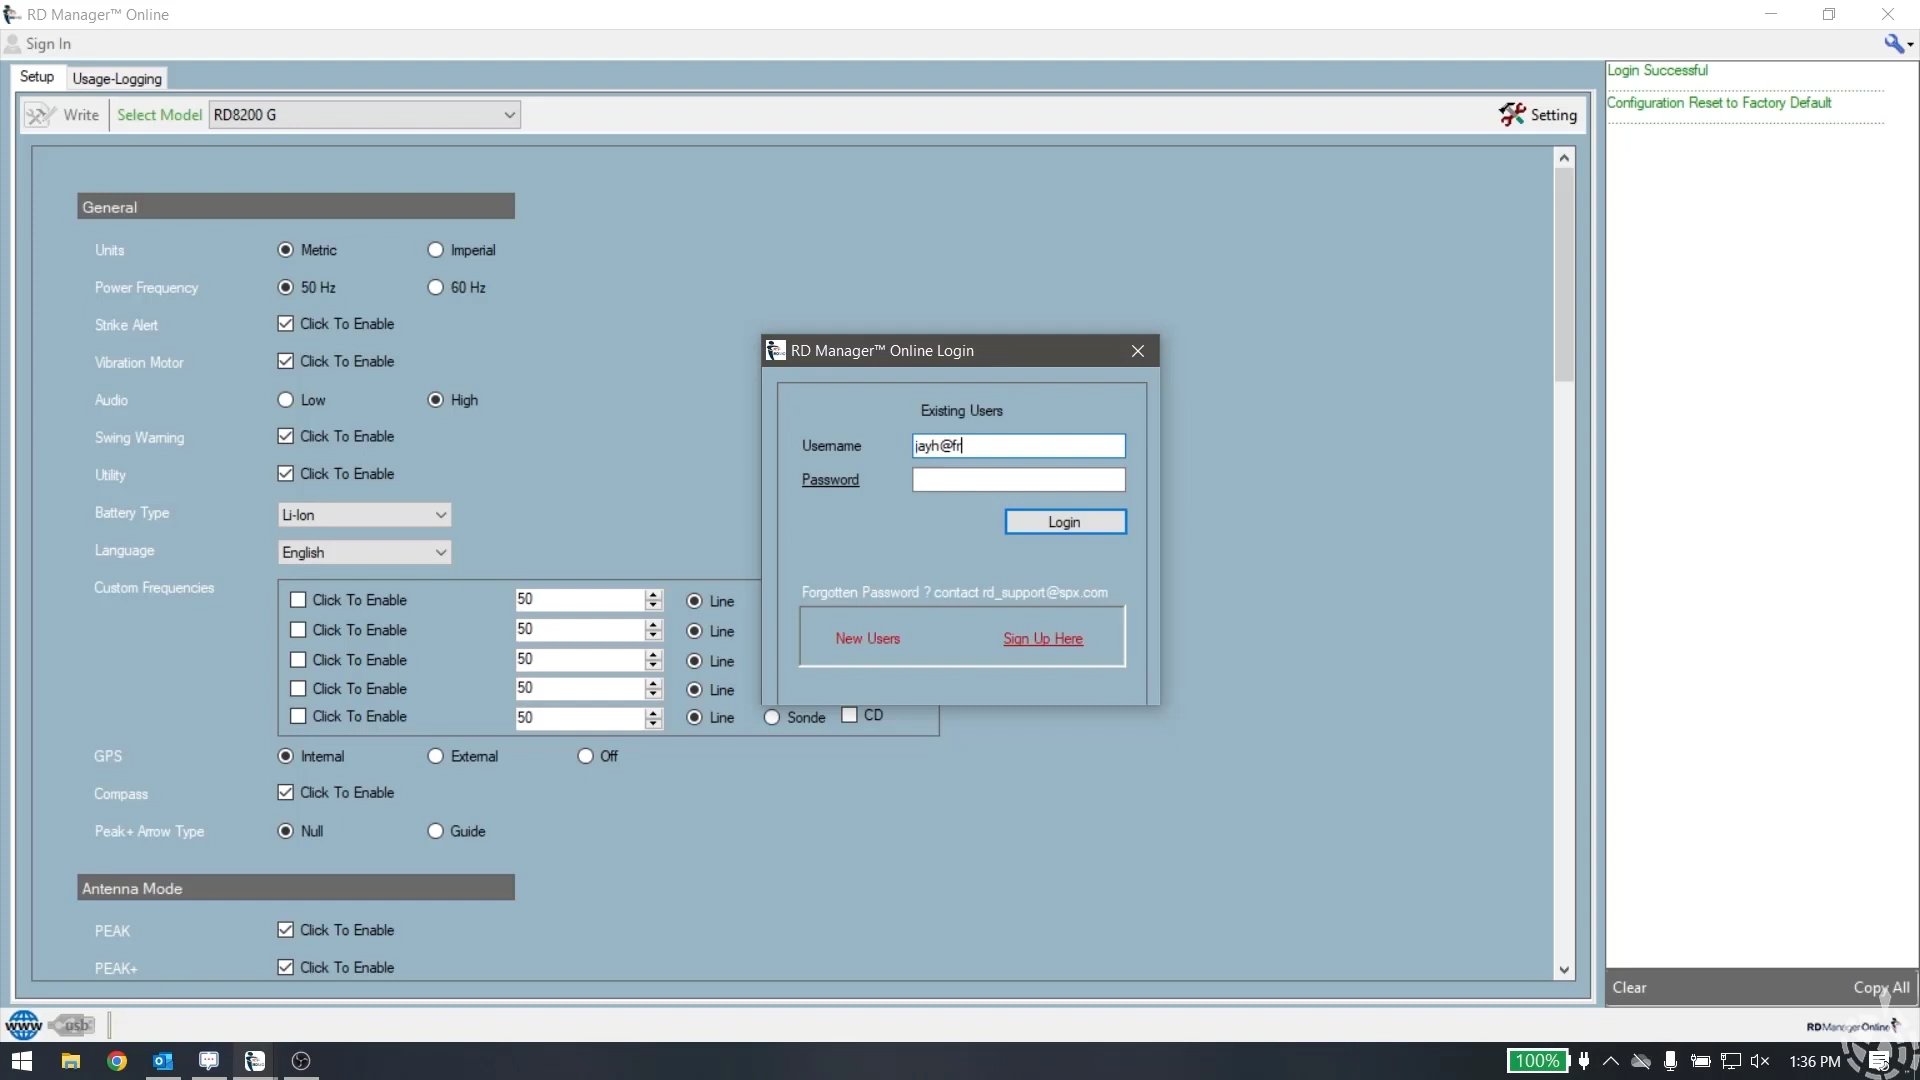 RD Manager™ Online
Sign In
Setup
Usage-Logging
Write
Select Model
RD8200 G
Setting
General
Units
Metric
Imperial
Power Frequency
50 Hz
60 Hz
Strike Alert
Click To Enable
Vibration Motor
Click To Enable
Audio
Low
High
Swing Warning
Click To Enable
Utility
Click To Enable
Battery Type
Li-Ion
Language
English
Custom Frequencies
Click To Enable
50
Line
Click To Enable
50
Line
Click To Enable
50
Line
Click To Enable
50
Line
Click To Enable
50
Line
Sonde
CD
GPS
Internal
External
Off
Compass
Click To Enable
Peak+ Arrow Type
Null
Guide
Antenna Mode
PEAK
Click To Enable
PEAK+
Click To Enable
RD Manager™ Online Login
Existing Users
Username
jayh@fr
Password
Login
Forgotten Password ? contact rd_support@spx.com
New Users
Sign Up Here
Login Successful
Configuration Reset to Factory Default
Clear
Copy All
www
usb
RDManagerOnline
100%
1:36 PM